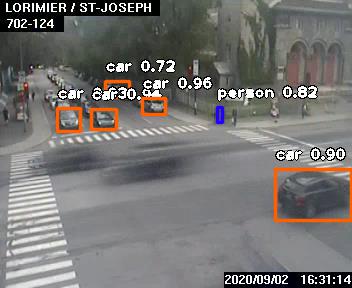 LORIMIER / ST-JOSEPH
702-124
car 0.72
car 0.96
person 0.82
car 0.90
2020/09/02 16:31:14